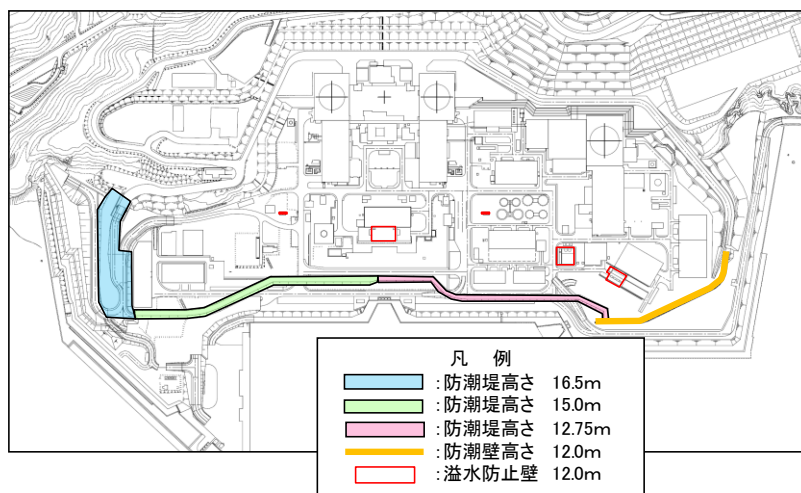 凡 例
:防潮堤高さ 16.5m
:防潮堤高さ 15.0m
:防潮堤高さ 12.75m
:防潮壁高さ 12.0m
:溢水防止壁 12.0m